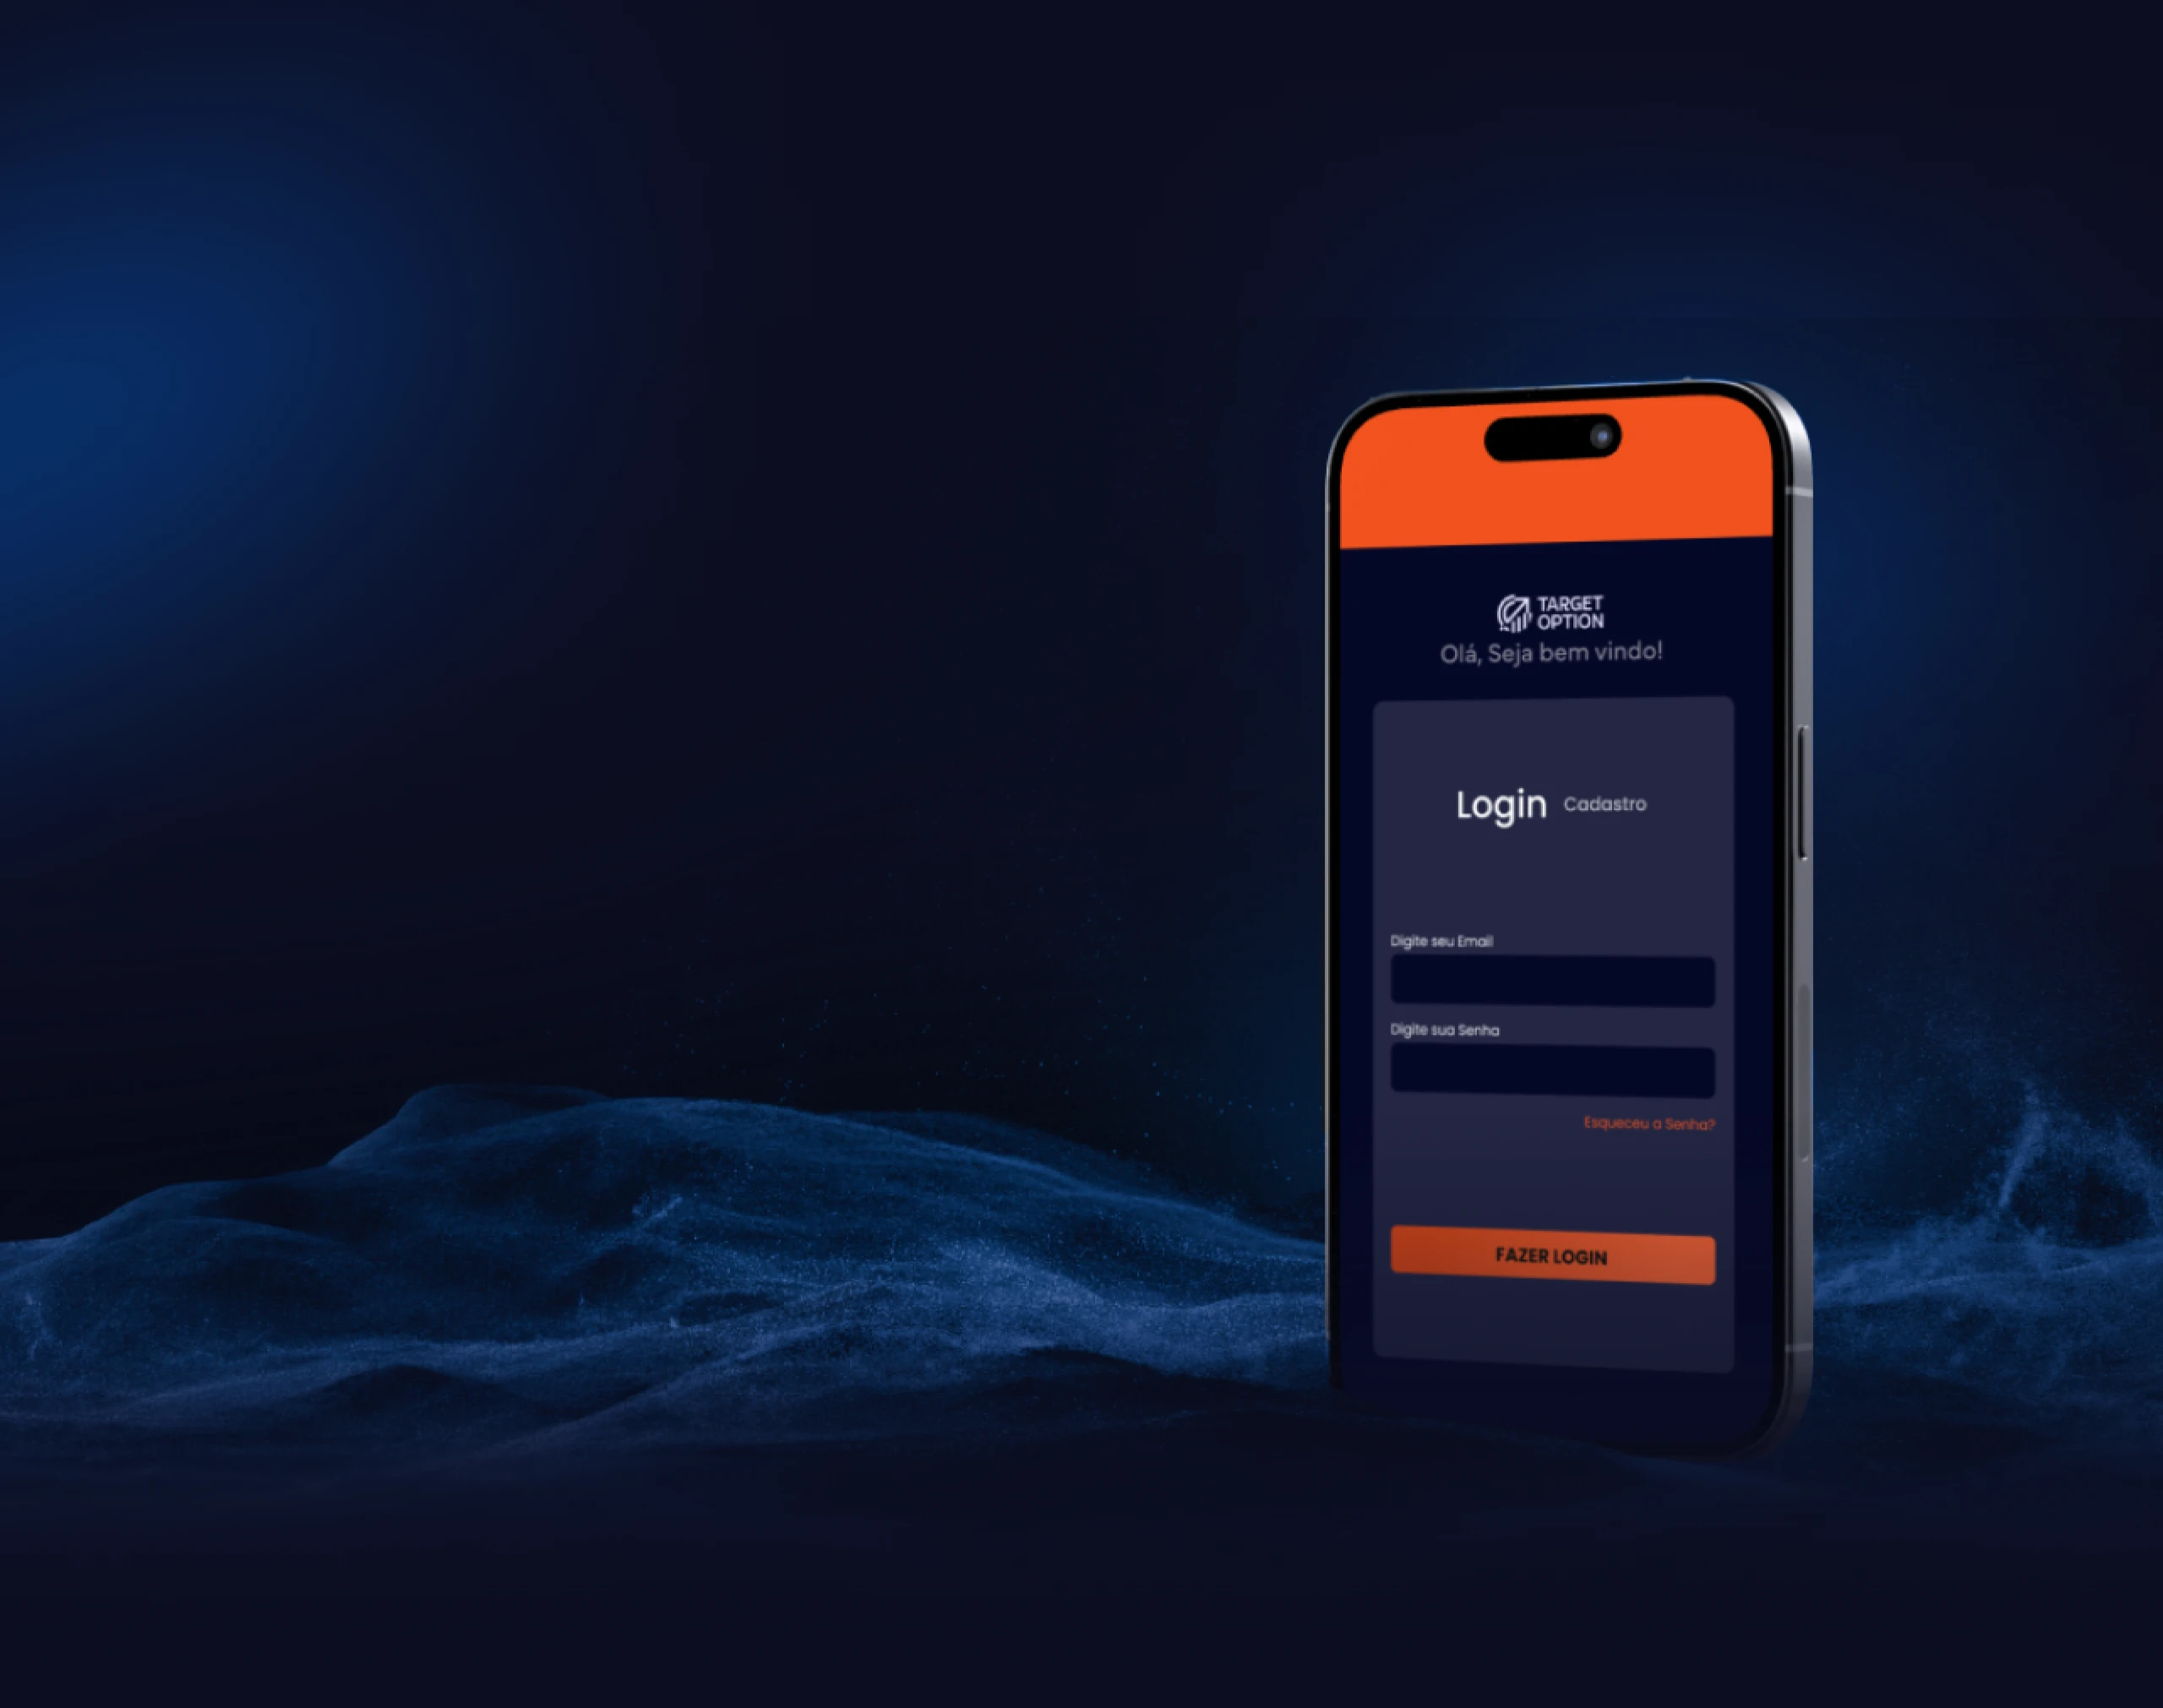 TARGET
OPTION
Olá, Seja bem vindo!
Login Cadastro
Digite seu Email
Digite sua Senha
Esqueceu a Senha?
FAZER LOGIN